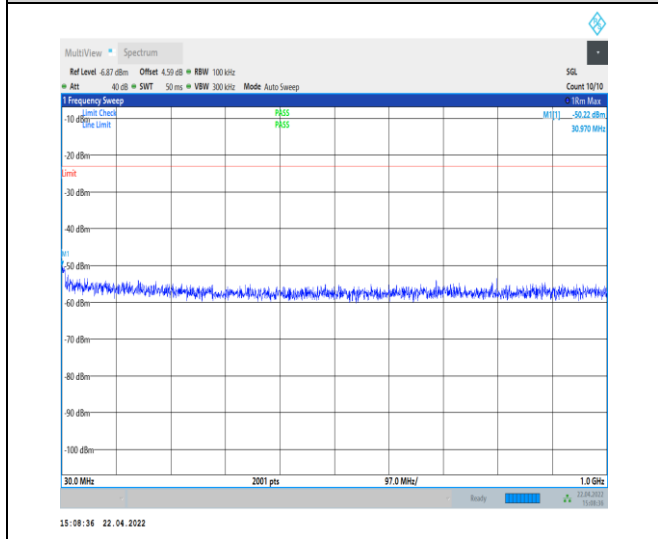 MultiView Spectrum
Ref Level -6.87 dBm Offset 4.59 dB RBW 100 kHz SGL
Att 40 dB SWT 50 ms VBW 300 kHz Mode Auto Sweep Count 10/10
1 Frequency Sweep 1Rm Max
Limit Check PASS M1[1] -50.22 dBm
-10 dBm
Line Limit PASS 30.970 MHz
-20 dBm
Limit
-30 dBm
-40 dBm
M1
-50 dBm
-60 dBm
-70 dBm
-80 dBm
-90 dBm
-100 dBm
30.0 MHz 2001 pts 97.0 MHz/ 1.0 GHz
Ready 22.04.2022
15:08:36
15:08:36 22.04.2022